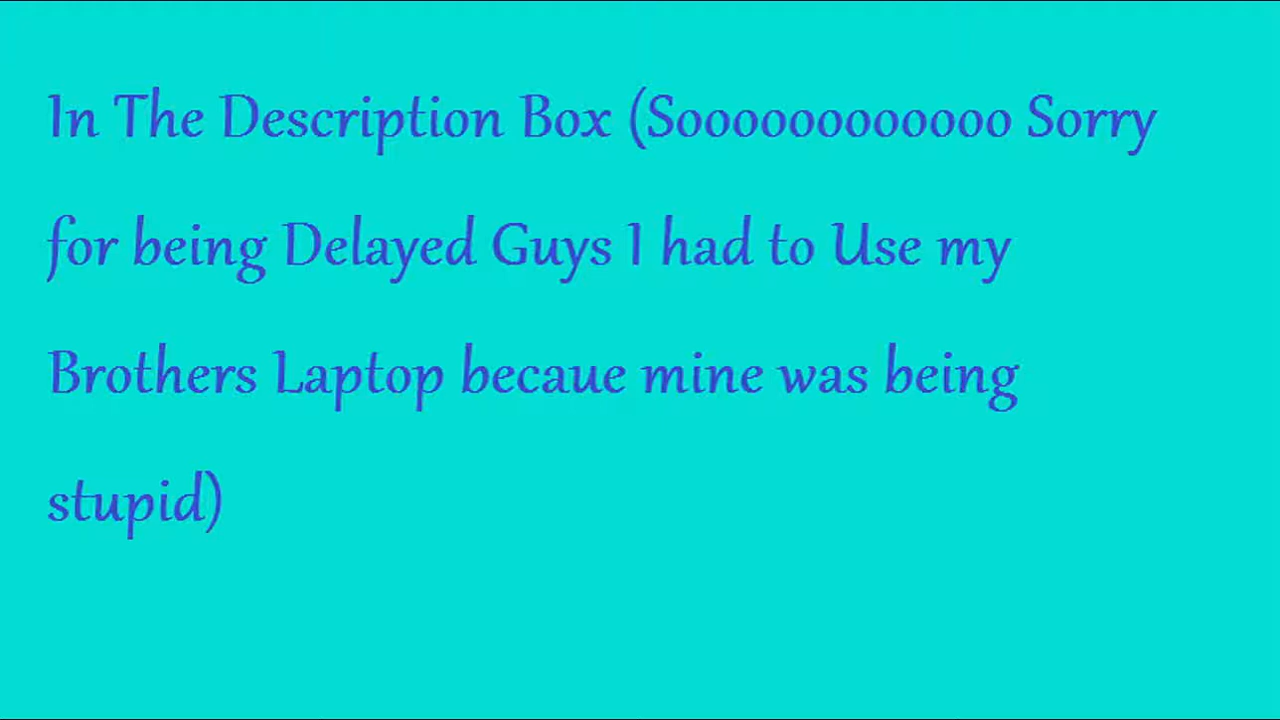 In The Description Box (Sooooooooooooo Sorry
for being Delayed Guys I had to Use my
Brothers Laptop becaue mine was being
stupid)